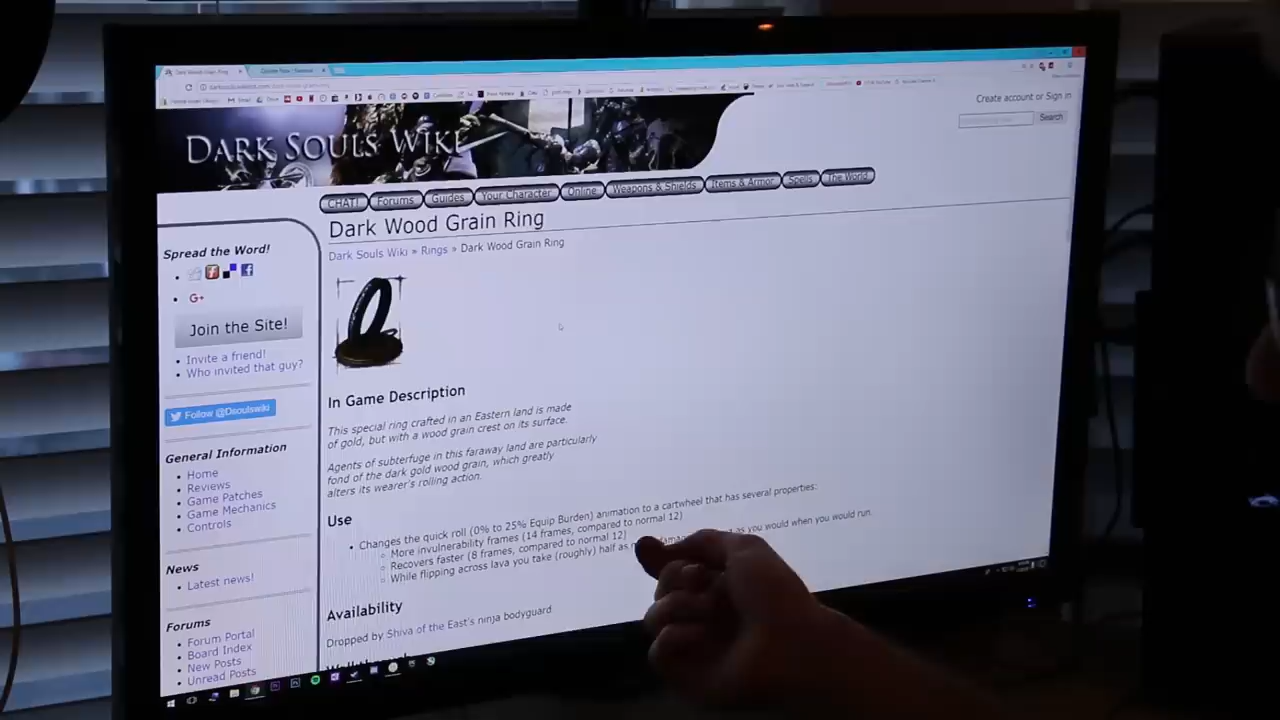 Dark Wood Grain Ring
Create account or Sign in
Search
DARK SOULS WIKI
CHAT!
Forums
Guides
Your Character
Online
Weapons & Shields
Items & Armor
Spells
The World
Dark Wood Grain Ring
Dark Souls Wiki » Rings » Dark Wood Grain Ring
Spread the Word!
G+
Join the Site!
Invite a friend!
Who invited that guy?
Follow @Dsoulswiki
General Information
Home
Reviews
Game Patches
Game Mechanics
Controls
News
Latest news!
Forums
Forum Portal
Board Index
New Posts
Unread Posts
In Game Description
This special ring crafted in an Eastern land is made
of gold, but with a wood grain crest on its surface.
Agents of subterfuge in this faraway land are particularly
fond of the dark gold wood grain, which greatly
alters its wearer's rolling action.
Use
Changes the quick roll (0% to 25% Equip Burden) animation to a cartwheel that has several properties:
More invulnerability frames (14 frames, compared to normal 12)
Recovers faster (8 frames, compared to normal 12)
While flipping across lava you take (roughly) half as as you would when you would run.
Availability
Dropped by Shiva of the East's ninja bodyguard